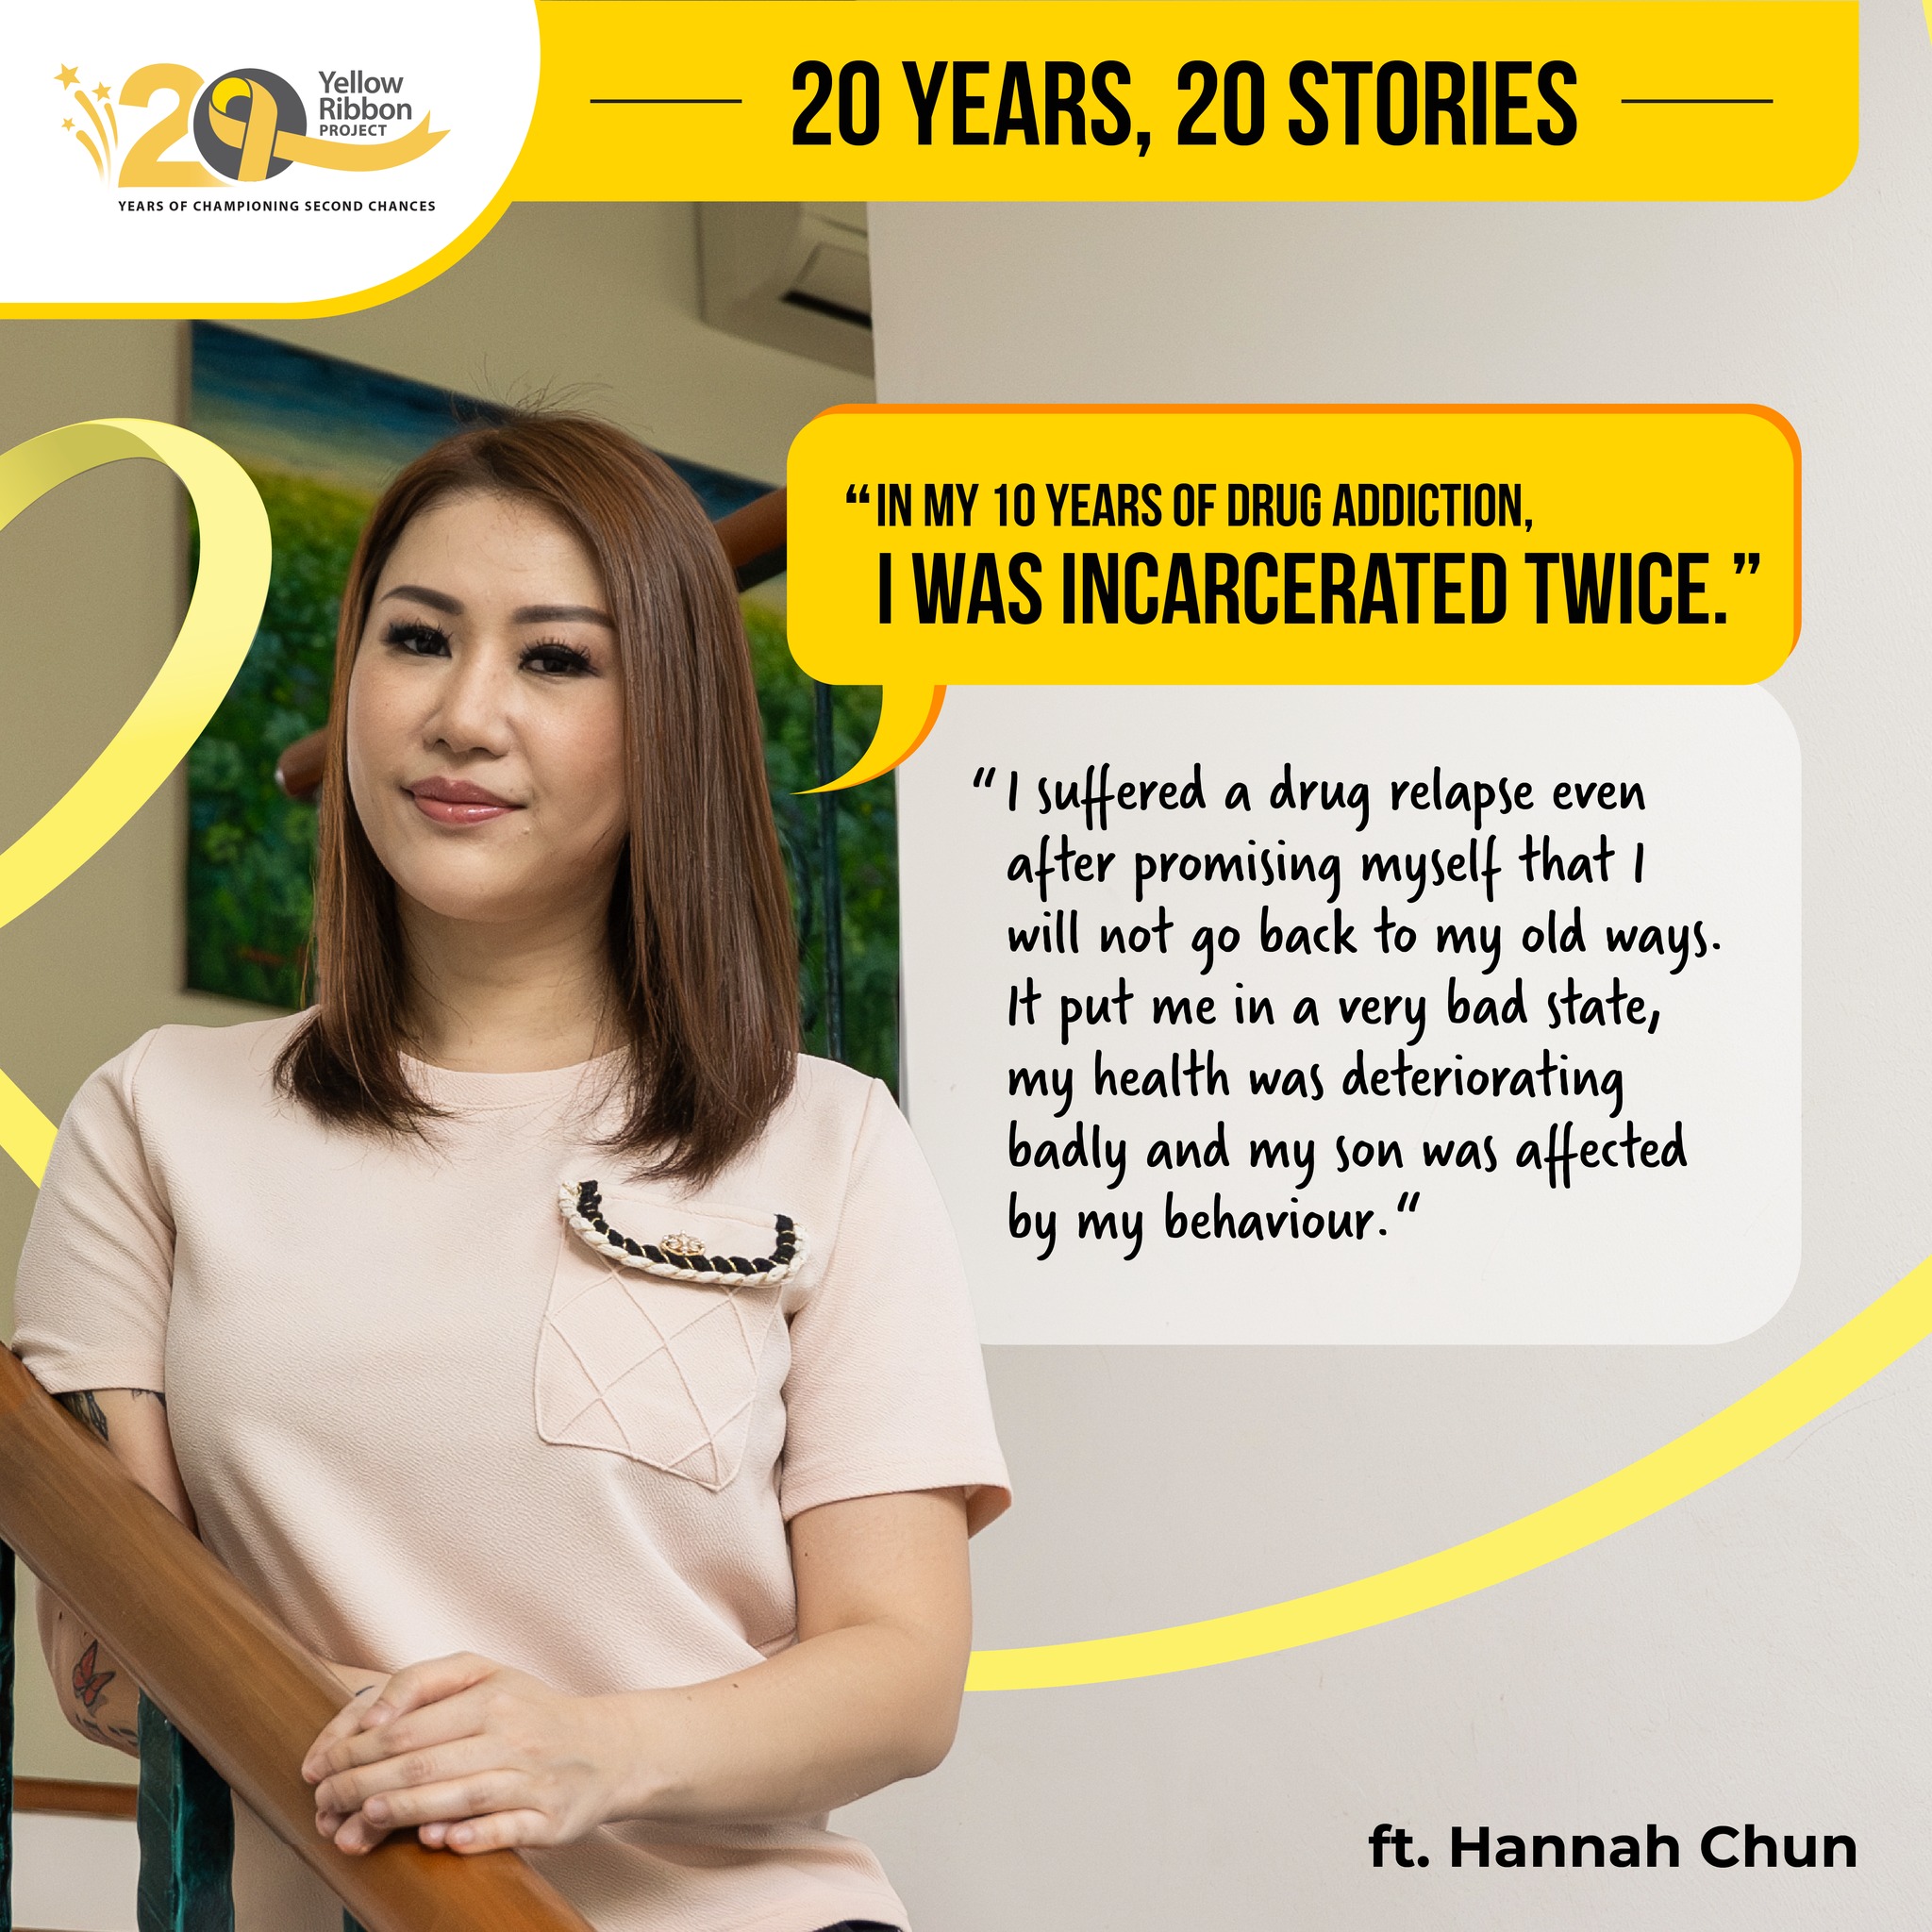 20 Yellow
Ribbon
PROJECT
YEARS OF CHAMPIONING SECOND CHANCES
20 YEARS, 20 STORIES
“IN MY 10 YEARS OF DRUG ADDICTION,
I WAS INCARCERATED TWICE.”
“I suffered a drug relapse even
after promising myself that I
will not go back to my old ways.
It put me in a very bad state,
my health was deteriorating
badly and my son was affected
by my behaviour.“
ft. Hannah Chun